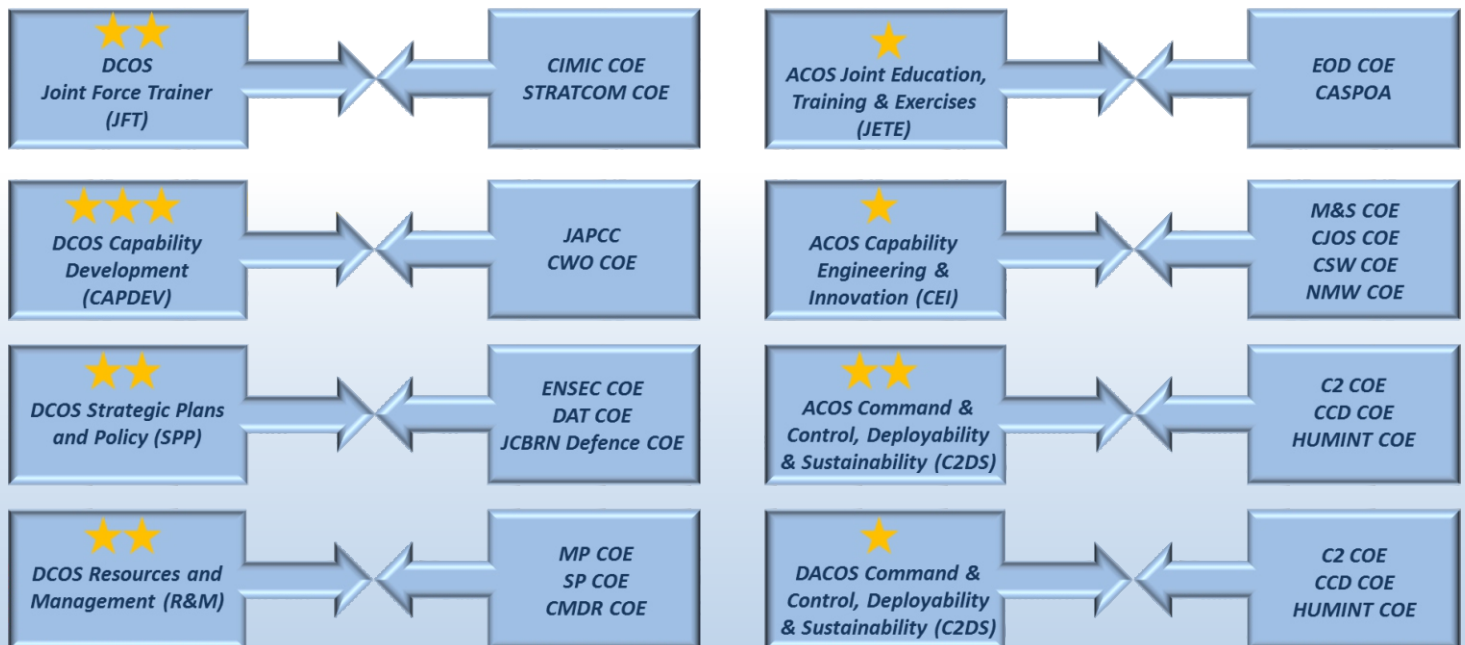 DCOS
Joint Force Trainer
(JFT)
CIMIC COE
STRATCOM COE
ACOS Joint Education,
Training & Exercises
(JETE)
EOD COE
CASPOA
DCOS Capability
Development
(CAPDEV)
JAPCC
CWO COE
ACOS Capability
Engineering &
Innovation (CEI)
M&S COE
CJOS COE
CSW COE
NMW COE
DCOS Strategic Plans
and Policy (SPP)
ENSEC COE
DAT COE
JCBRN Defence COE
ACOS Command &
Control, Deployability
& Sustainability (C2DS)
C2 COE
CCD COE
HUMINT COE
DCOS Resources and
Management (R&M)
MP COE
SP COE
CMDR COE
DACOS Command &
Control, Deployability
& Sustainability (C2DS)
C2 COE
CCD COE
HUMINT COE